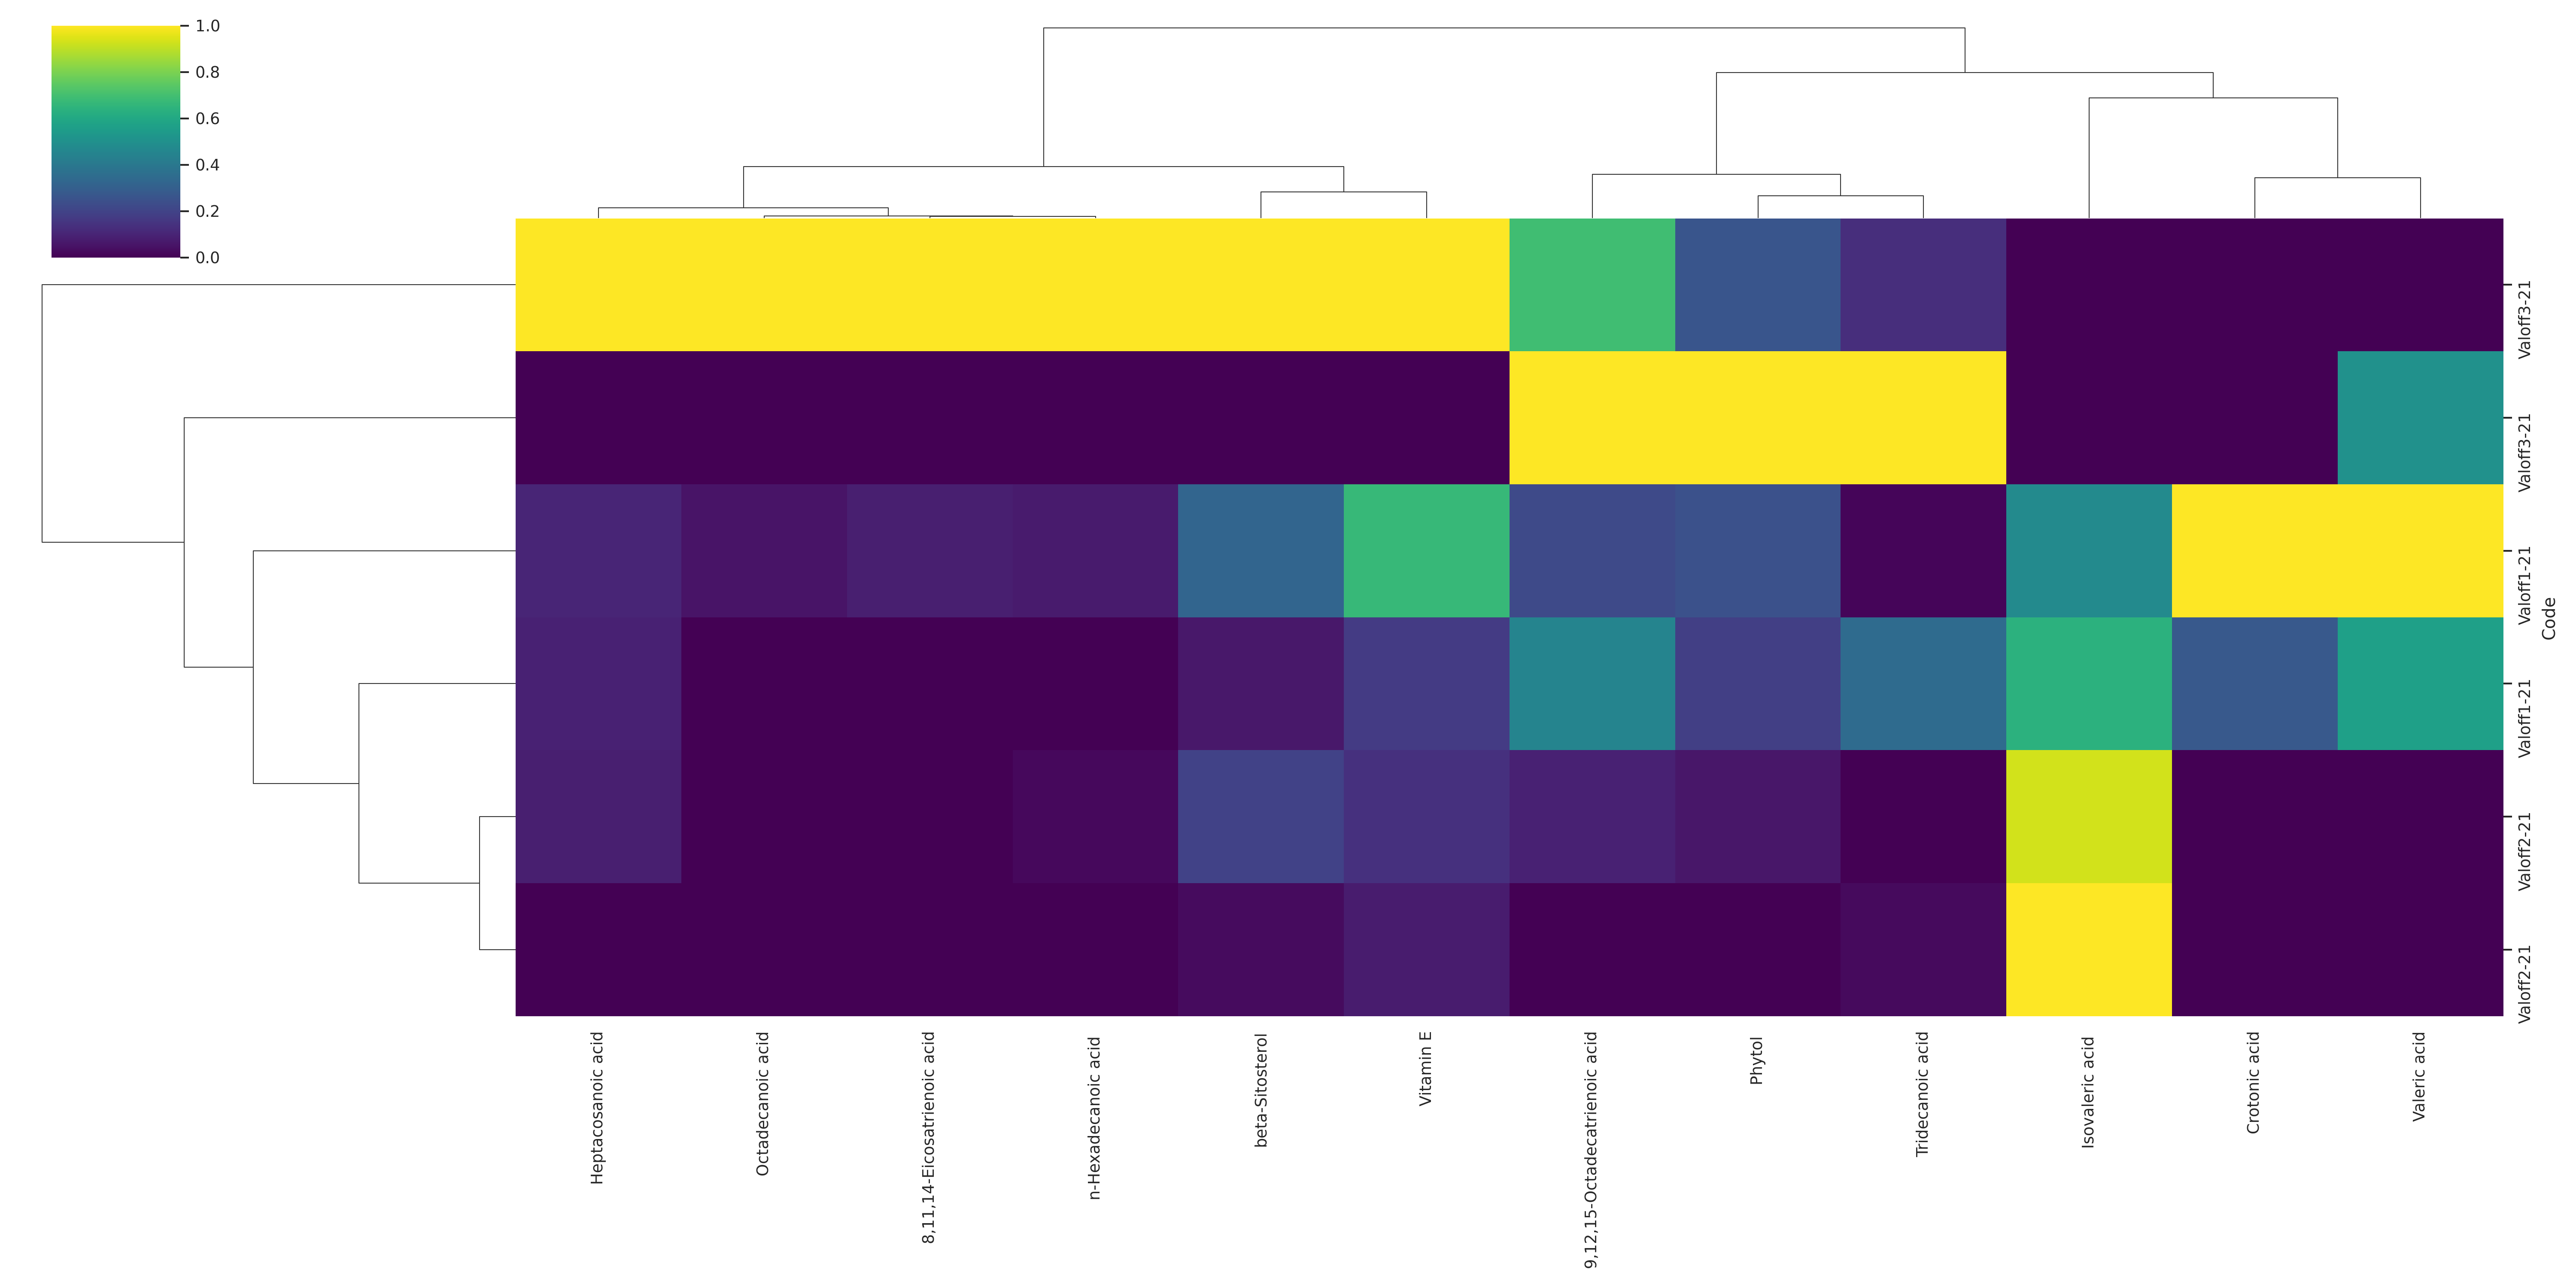 1.0
0.8
0.6
0.4
0.2
0.0
Valoff3-21
Valoff3-21
Valoff1-21
Valoff1-21
Valoff2-21
Valoff2-21
Code
Heptacosanoic acid
Octadecanoic acid
8,11,14-Eicosatrienoic acid
n-Hexadecanoic acid
beta-Sitosterol
Vitamin E
9,12,15-Octadecatrienoic acid
Phytol
Tridecanoic acid
Isovaleric acid
Crotonic acid
Valeric acid